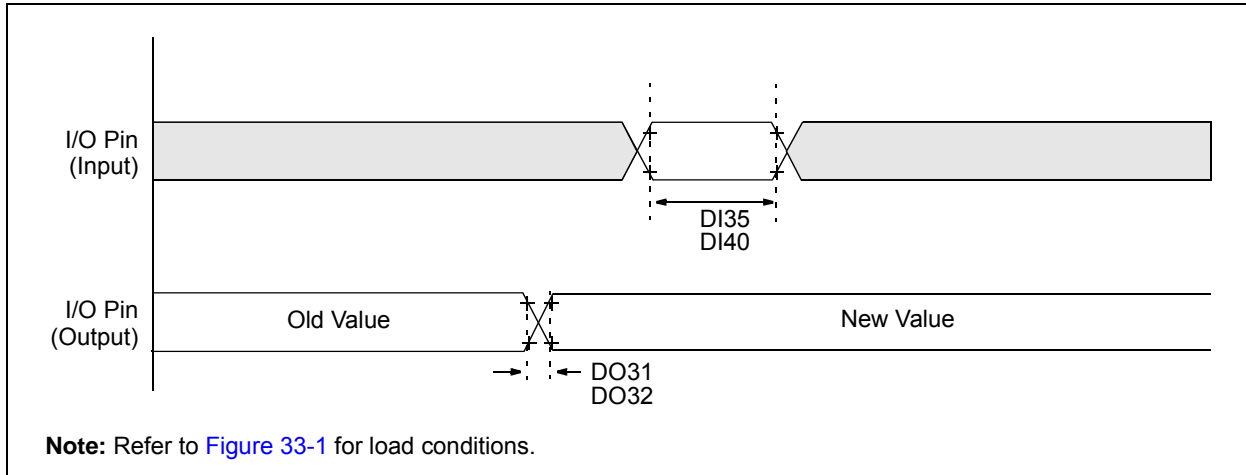 I/O Pin
(Input)
DI35
DI40
I/O Pin
(Output)
Old Value
New Value
DO31
DO32
Note: Refer to Figure 33-1 for load conditions.